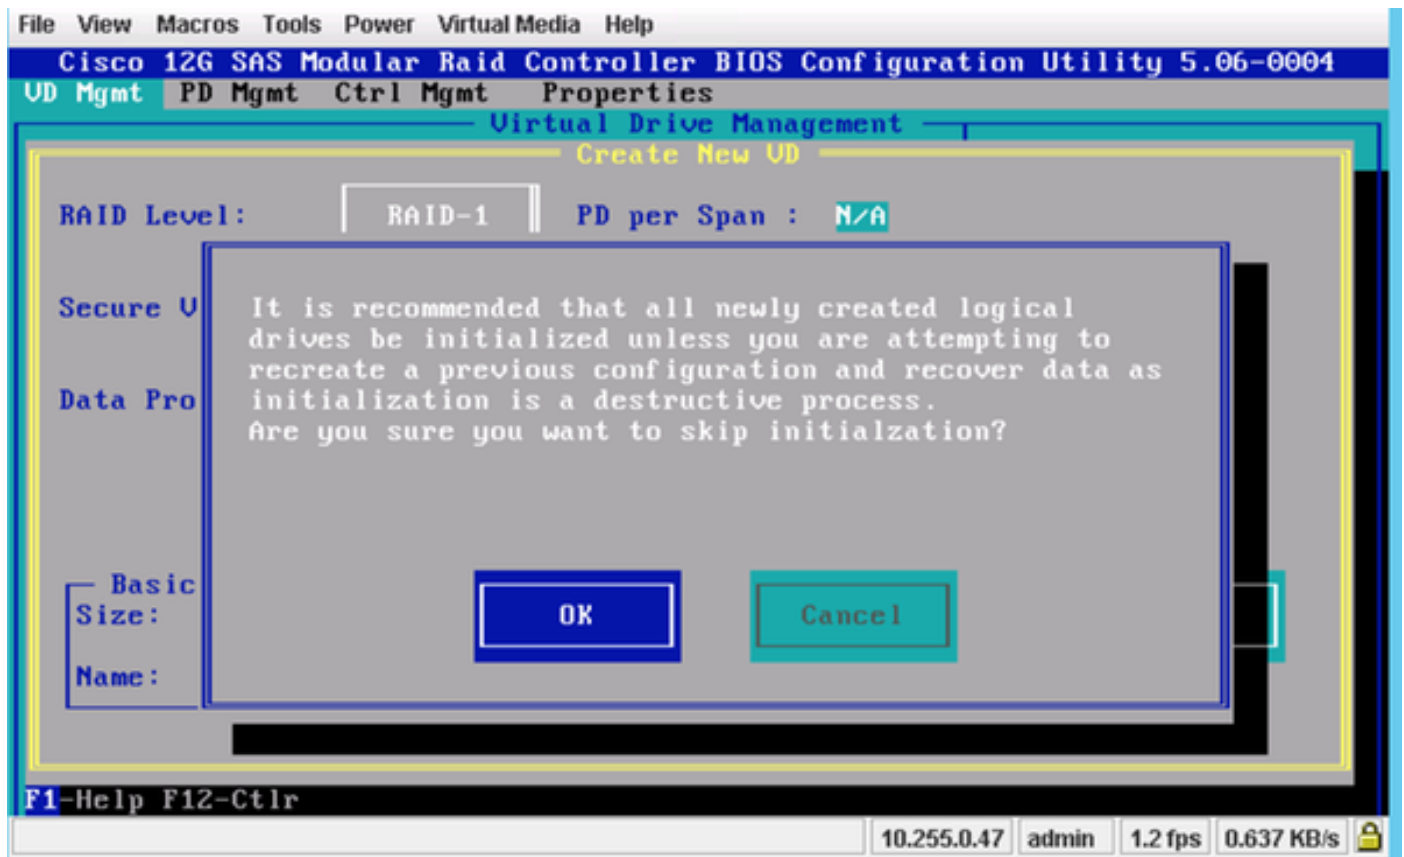 File View Macros Tools Power Virtual Media Help
Cisco 12G SAS Modular Raid Controller BIOS Configuration Utility 5.06-0004
VD Mgmt PD Mgmt Ctrl Mgmt Properties
Virtual Drive Management
Create New VD
RAID Level: RAID-1 PD per Span : N/A
Secure V
Data Pro
It is recommended that all newly created logical
drives be initialized unless you are attempting to
recreate a previous configuration and recover data as
initialization is a destructive process.
Are you sure you want to skip initialzation?
OK Cancel
Basic
Size:
Name:
F1-Help F12-Ctlr
10.255.0.47 admin 1.2 fps 0.637 KB/s